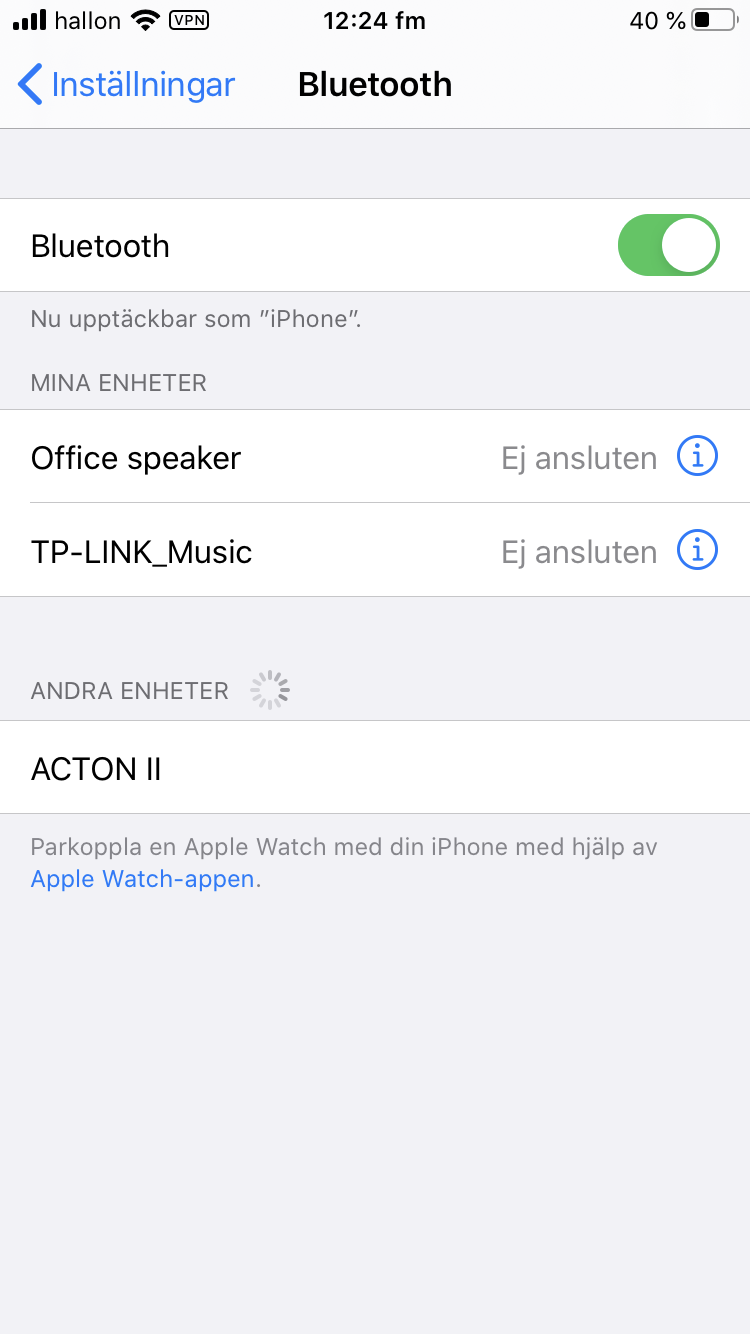 hallon VPN 12:24 fm 40 %
Inställningar Bluetooth
Bluetooth
Nu upptäckbar som ”iPhone”.
MINA ENHETER
Office speaker Ej ansluten
TP-LINK_Music Ej ansluten
ANDRA ENHETER
ACTON II
Parkoppla en Apple Watch med din iPhone med hjälp av
Apple Watch-appen.